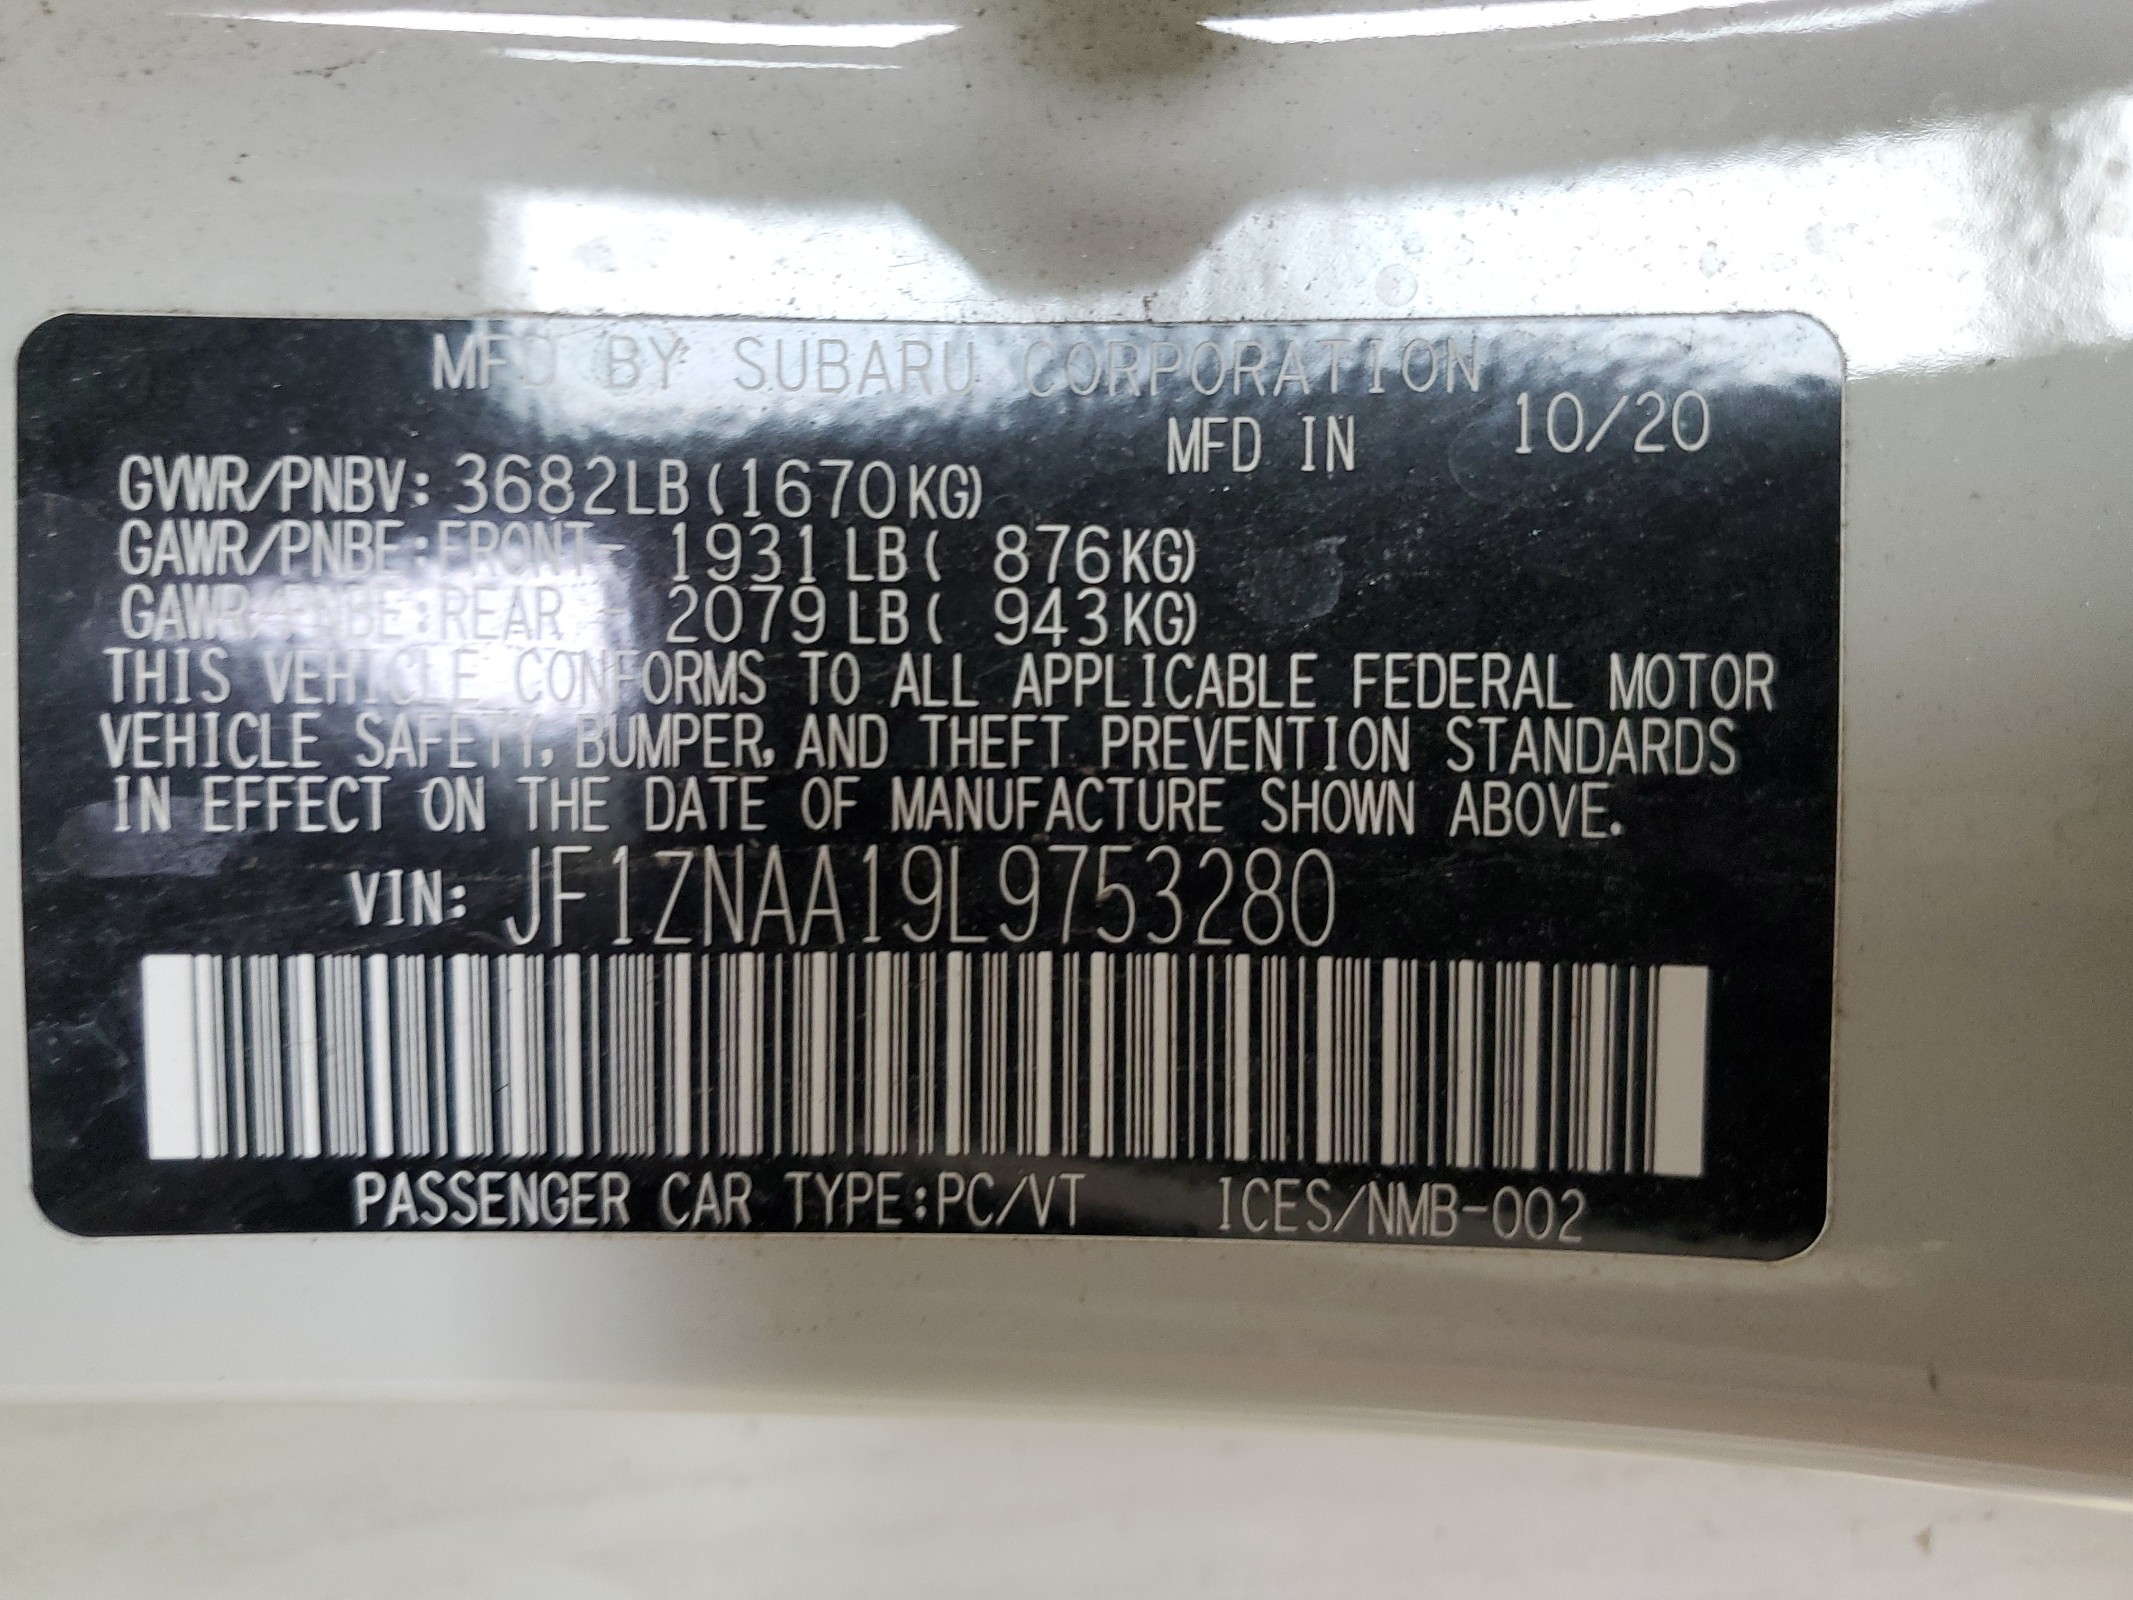 MFD BY SUBARU CORPORATION
MFD IN 10/20
GVWR/PNBV: 3682LB(1670KG)
GAWR/PNBE:FRONT- 1931LB( 876KG)
GAWR/PNBE:REAR - 2079LB( 943KG)
THIS VEHICLE CONFORMS TO ALL APPLICABLE FEDERAL MOTOR
VEHICLE SAFETY, BUMPER, AND THEFT PREVENTION STANDARDS
IN EFFECT ON THE DATE OF MANUFACTURE SHOWN ABOVE.
VIN: JF1ZNAA19L9753280
PASSENGER CAR TYPE:PC/VT ICES/NMB-002